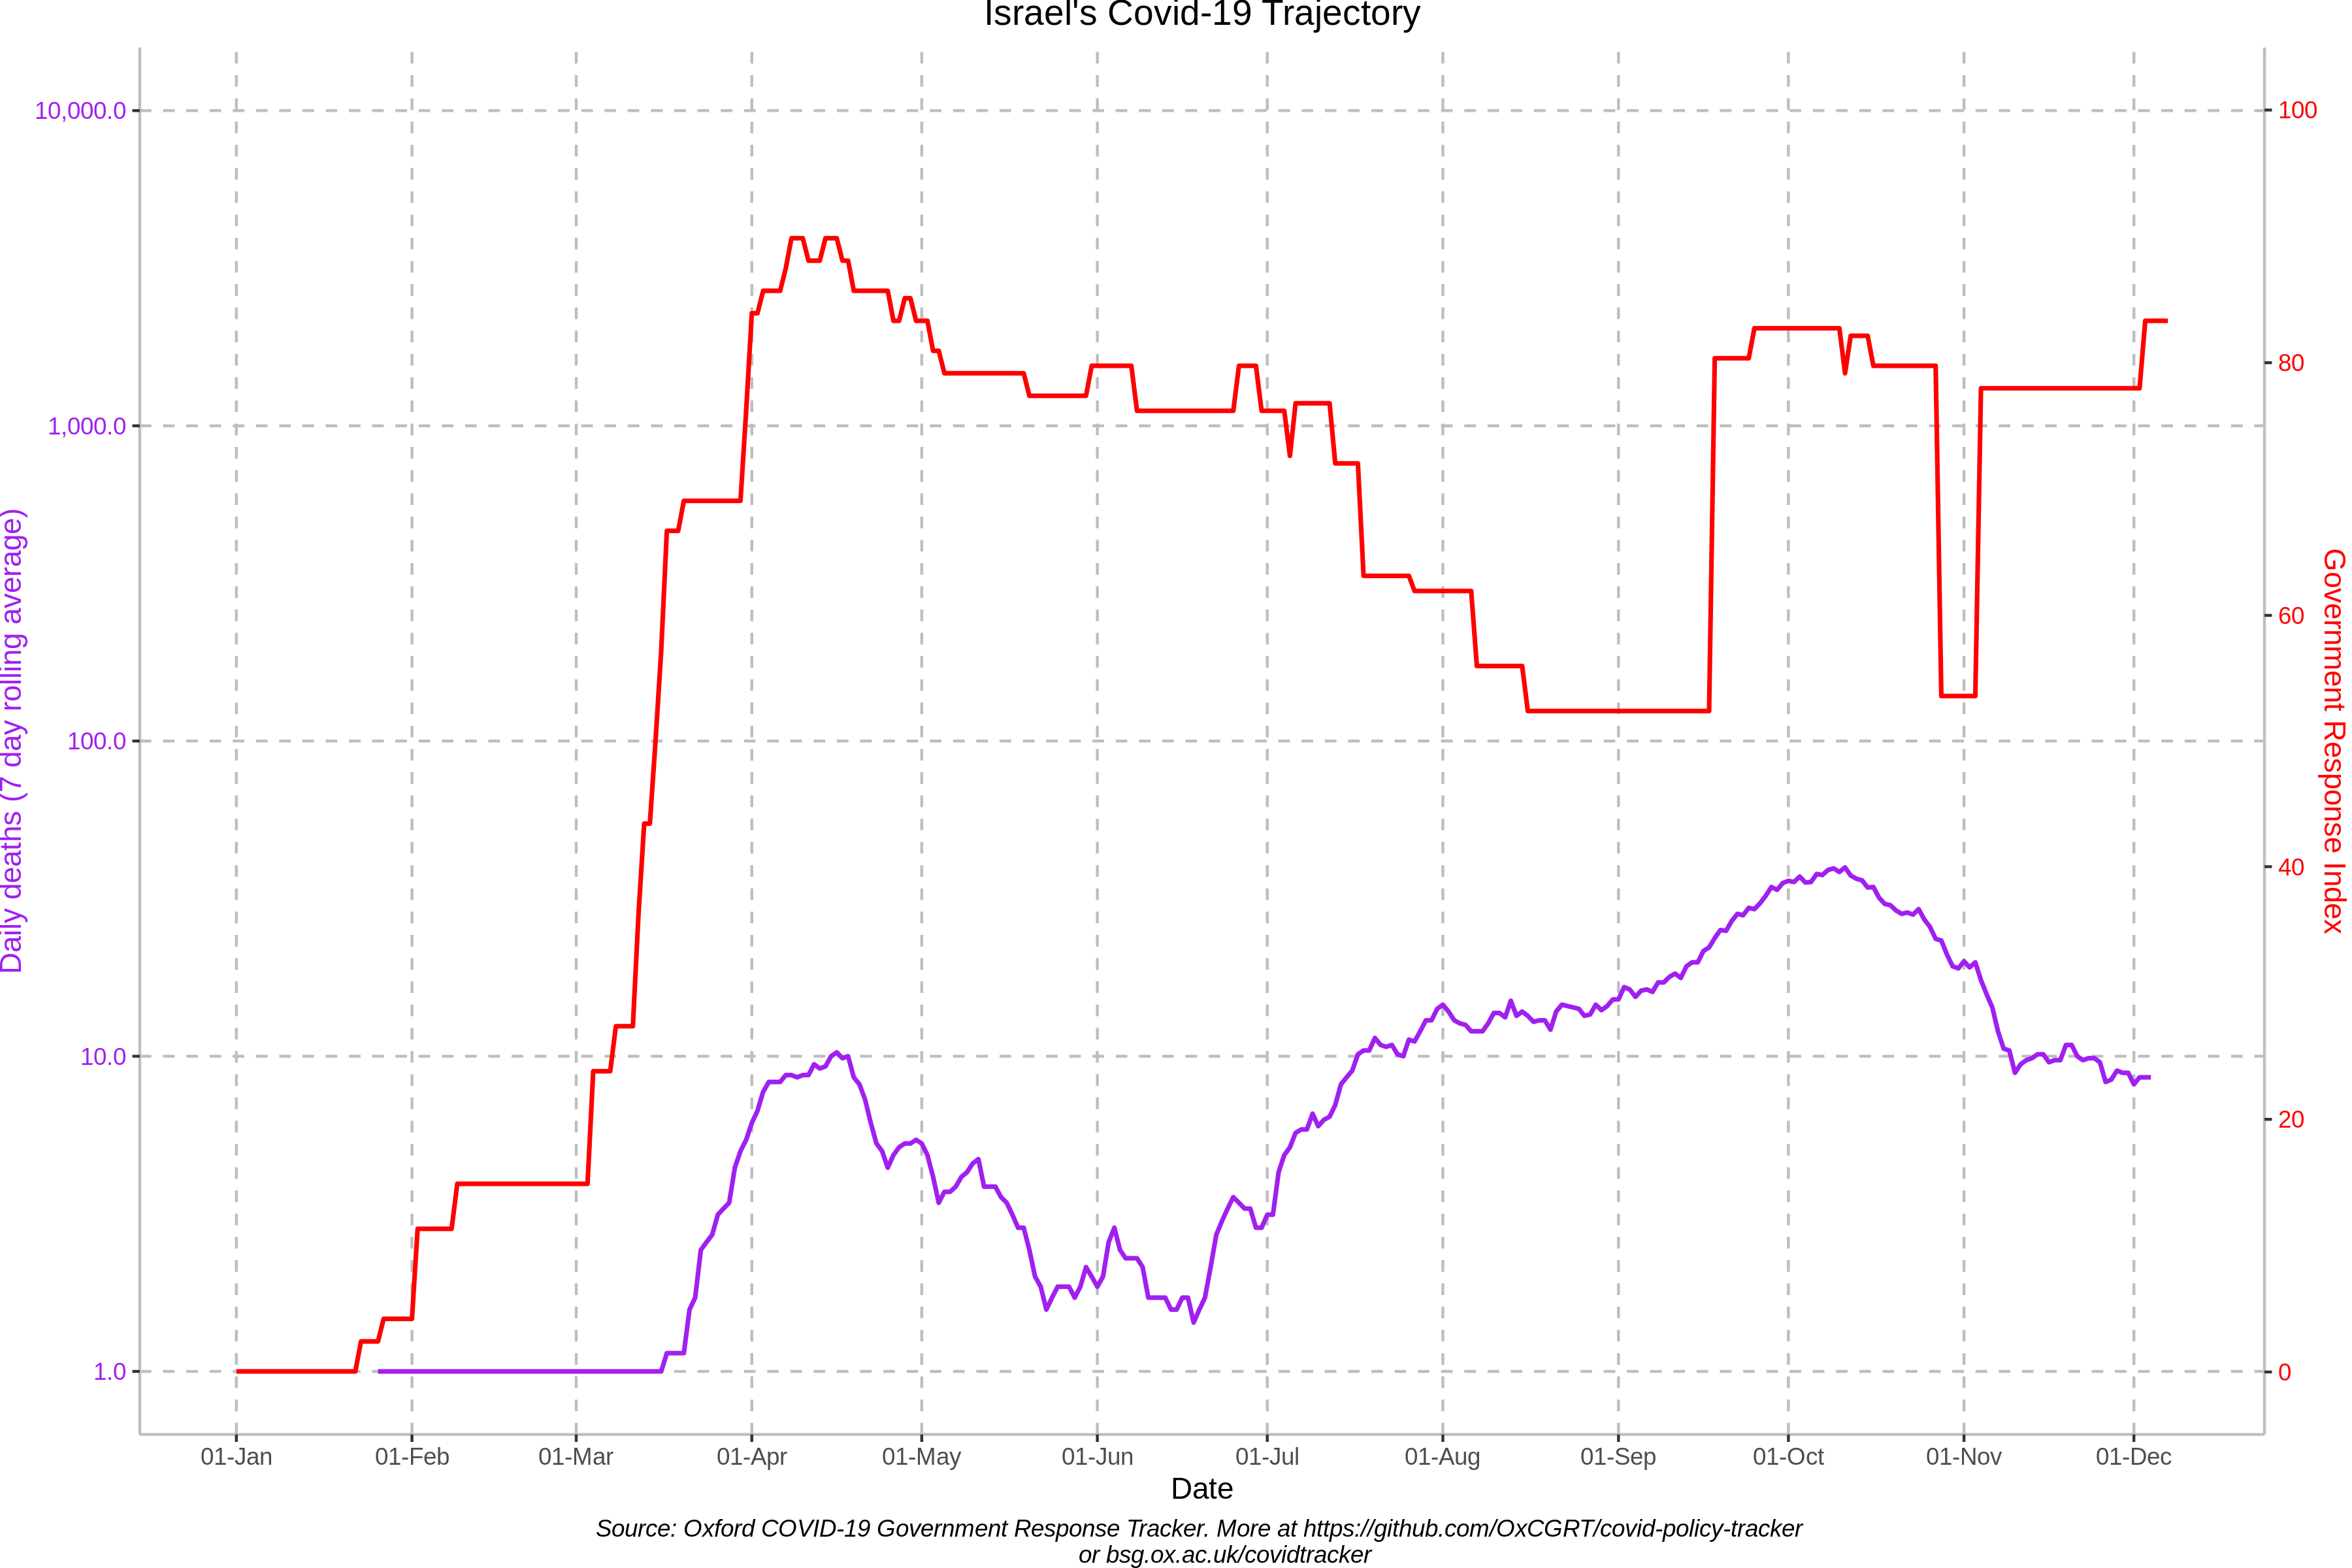 Israel's Covid-19 Trajectory
10,000.0
1,000.0
100.0
10.0
1.0
Daily deaths (7 day rolling average)
100
80
60
40
20
0
Government Response Index
01-Jan 01-Feb 01-Mar 01-Apr 01-May 01-Jun 01-Jul 01-Aug 01-Sep 01-Oct 01-Nov 01-Dec
Date
Source: Oxford COVID-19 Government Response Tracker. More at https://github.com/OxCGRT/covid-policy-tracker
or bsg.ox.ac.uk/covidtracker